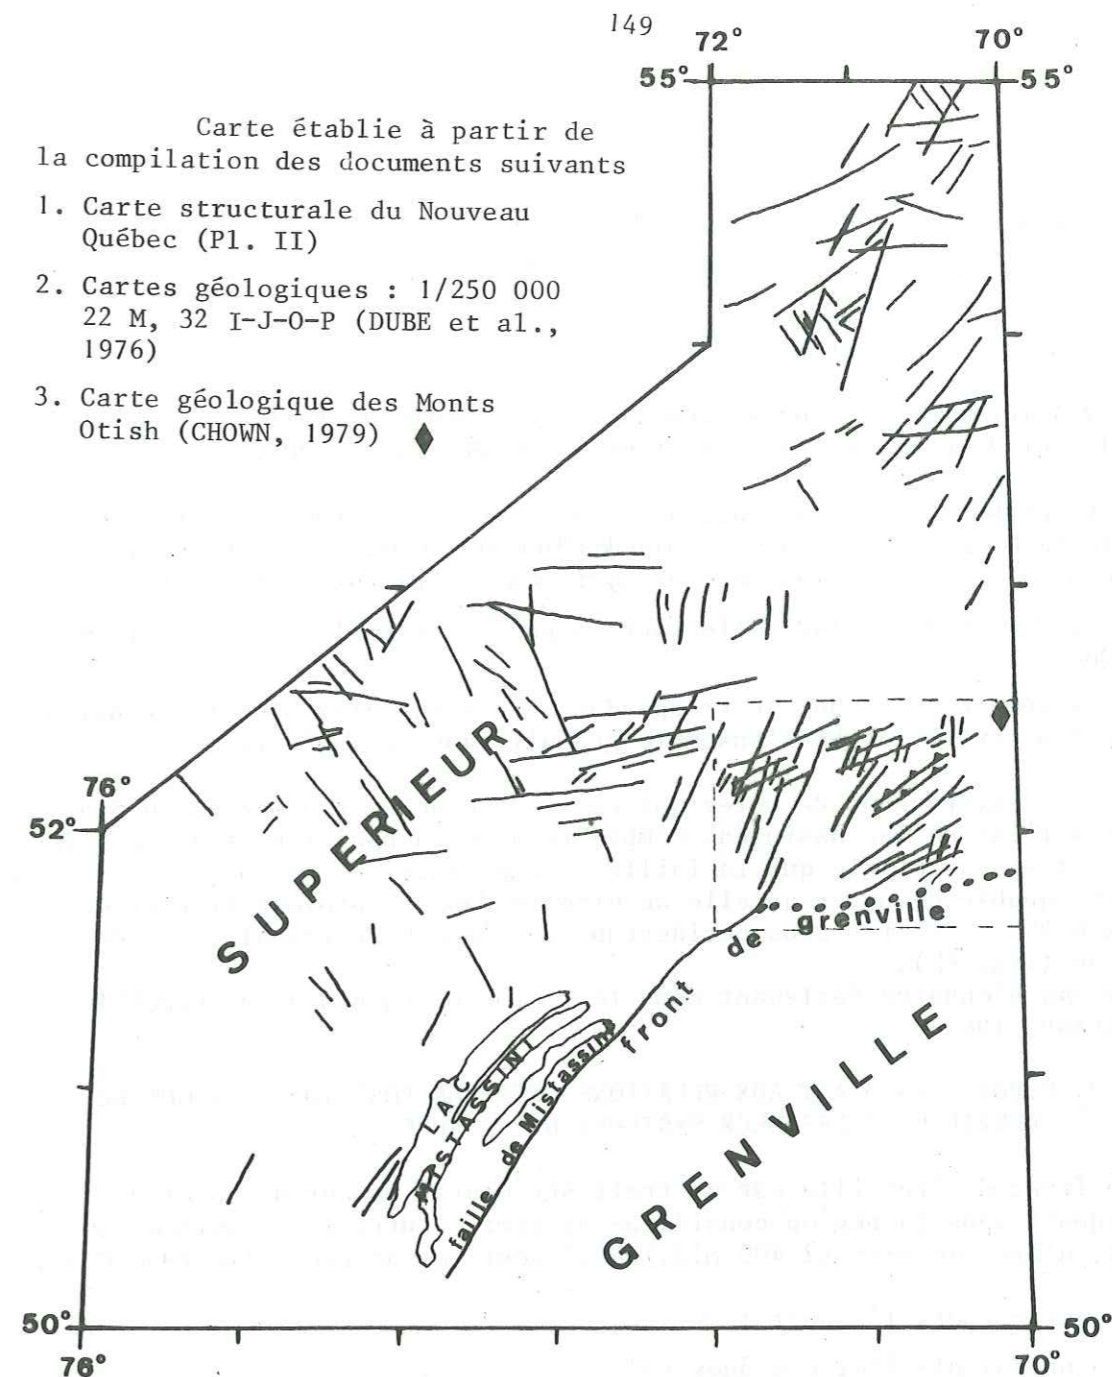 149
72°
70°
55°
55°
Carte établie à partir de
la compilation des documents suivants
1. Carte structurale du Nouveau
Québec (Pl. II)
2. Cartes géologiques : 1/250 000
22 M, 32 I-J-O-P (DUBE et al.,
1976)
3. Carte géologique des Monts
Otish (CHOWN, 1979)
76°
52°
SUPERIEUR
front de grenville
LAC
MISTASSINI
faille de Mistassini
GRENVILLE
50°
50°
76°
70°